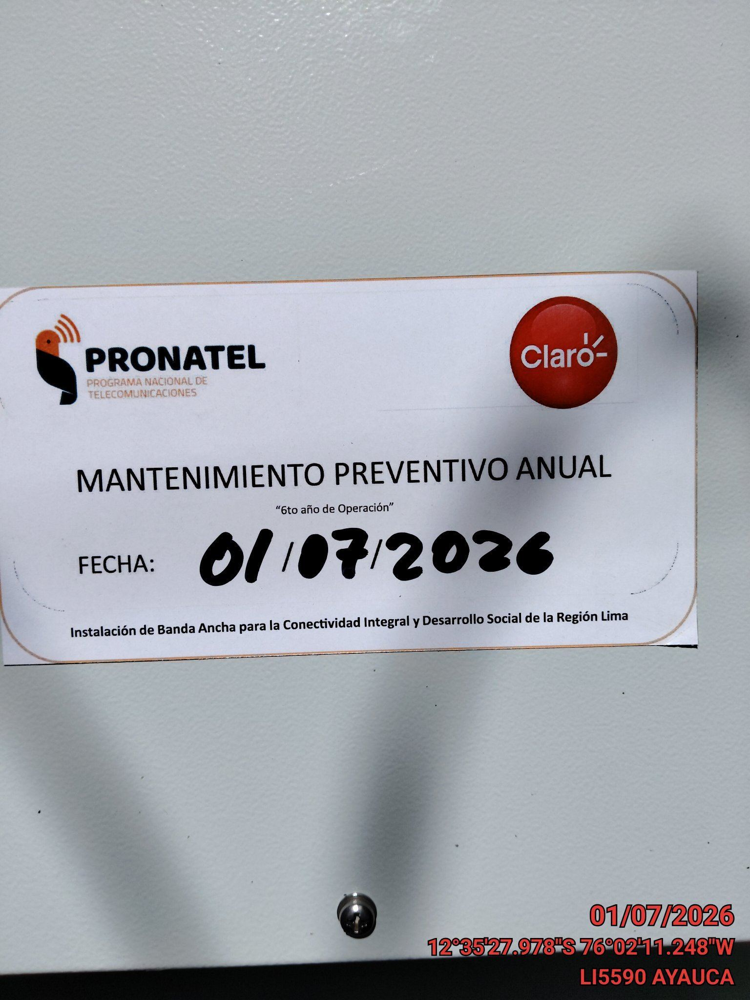 PRONATEL
PROGRAMA NACIONAL DE
TELECOMUNICACIONES
Claro
MANTENIMIENTO PREVENTIVO ANUAL
“6to año de Operación”
FECHA: 01/07/2026
Instalación de Banda Ancha para la Conectividad Integral y Desarrollo Social de la Región Lima
01/07/2026
12°35'27.978"S 76°02'11.248"W
LI5590 AYAUCA